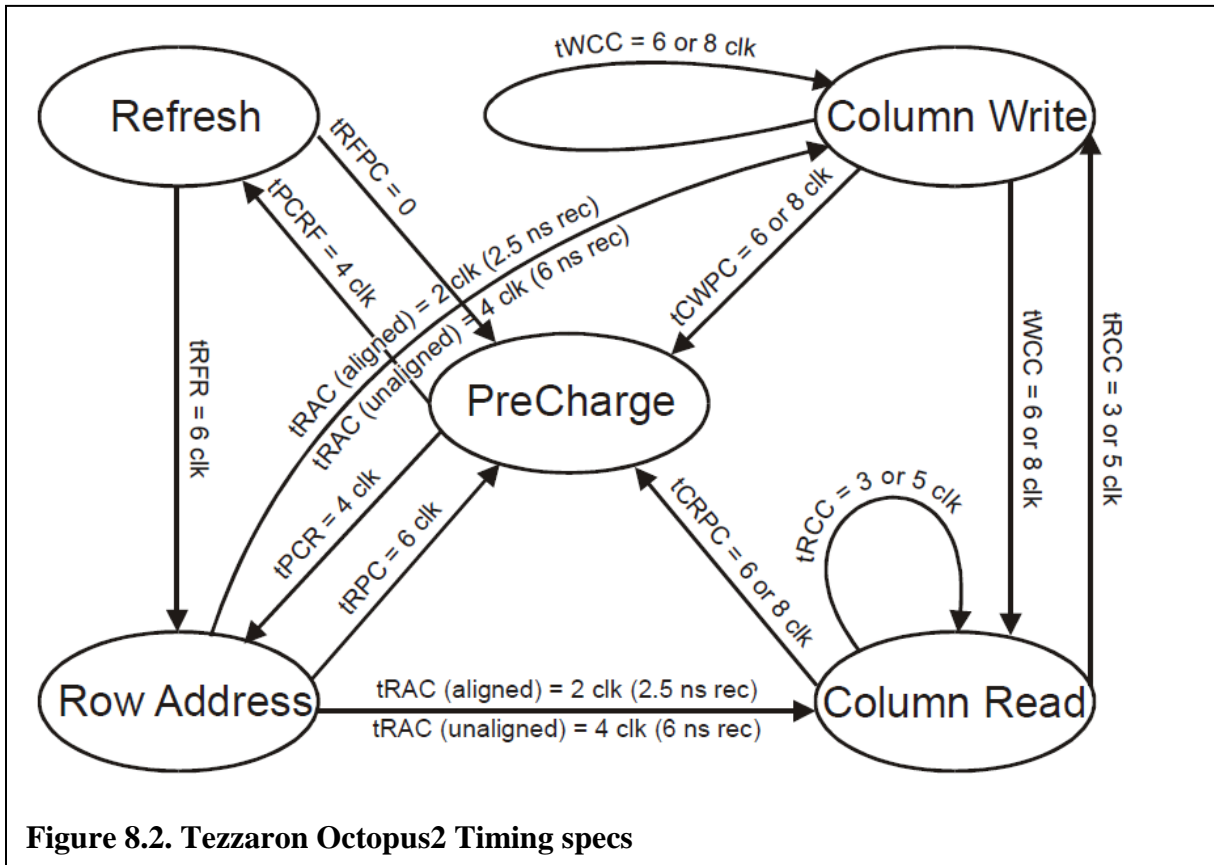 tWCC = 6 or 8 clk
Refresh
Column Write
tRFPC = 0
tPCRF = 4 clk
tRAC (aligned) = 2 clk (2.5 ns rec)
tRAC (unaligned) = 4 clk (6 ns rec)
tCWPC = 6 or 8 clk
tRFR = 6 clk
tWCC = 6 or 8 clk
tRCC = 3 or 5 clk
PreCharge
tPCR = 4 clk
tRPC = 6 clk
tCRPC = 6 or 8 clk
tRCC = 3 or 5 clk
Row Address
tRAC (aligned) = 2 clk (2.5 ns rec)
tRAC (unaligned) = 4 clk (6 ns rec)
Column Read
Figure 8.2. Tezzaron Octopus2 Timing specs